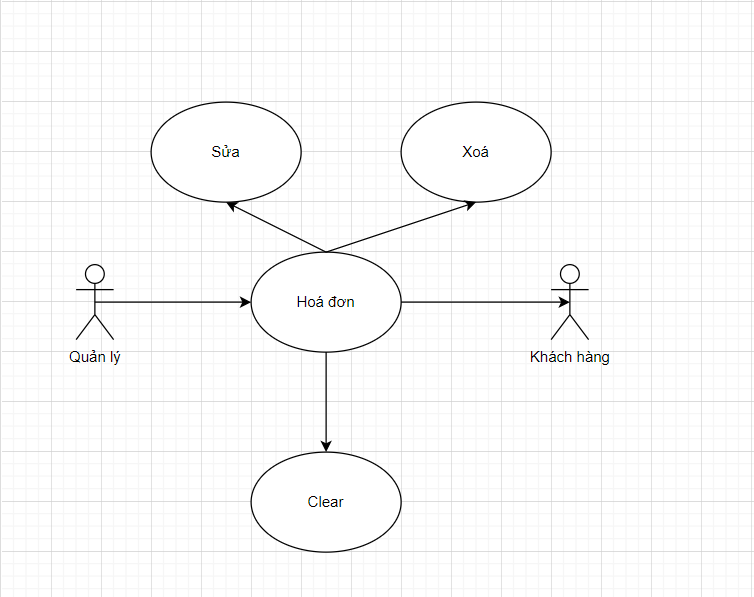 Sửa
Xoá
Hoá đơn
Quản lý
Khách hàng
Clear